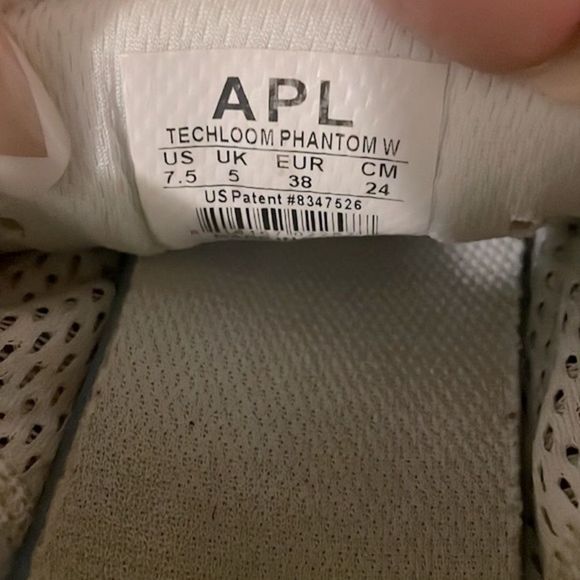 APL
TECHLOOM PHANTOM W
US UK EUR CM
7.5 5 38 24
US Patent #8347526